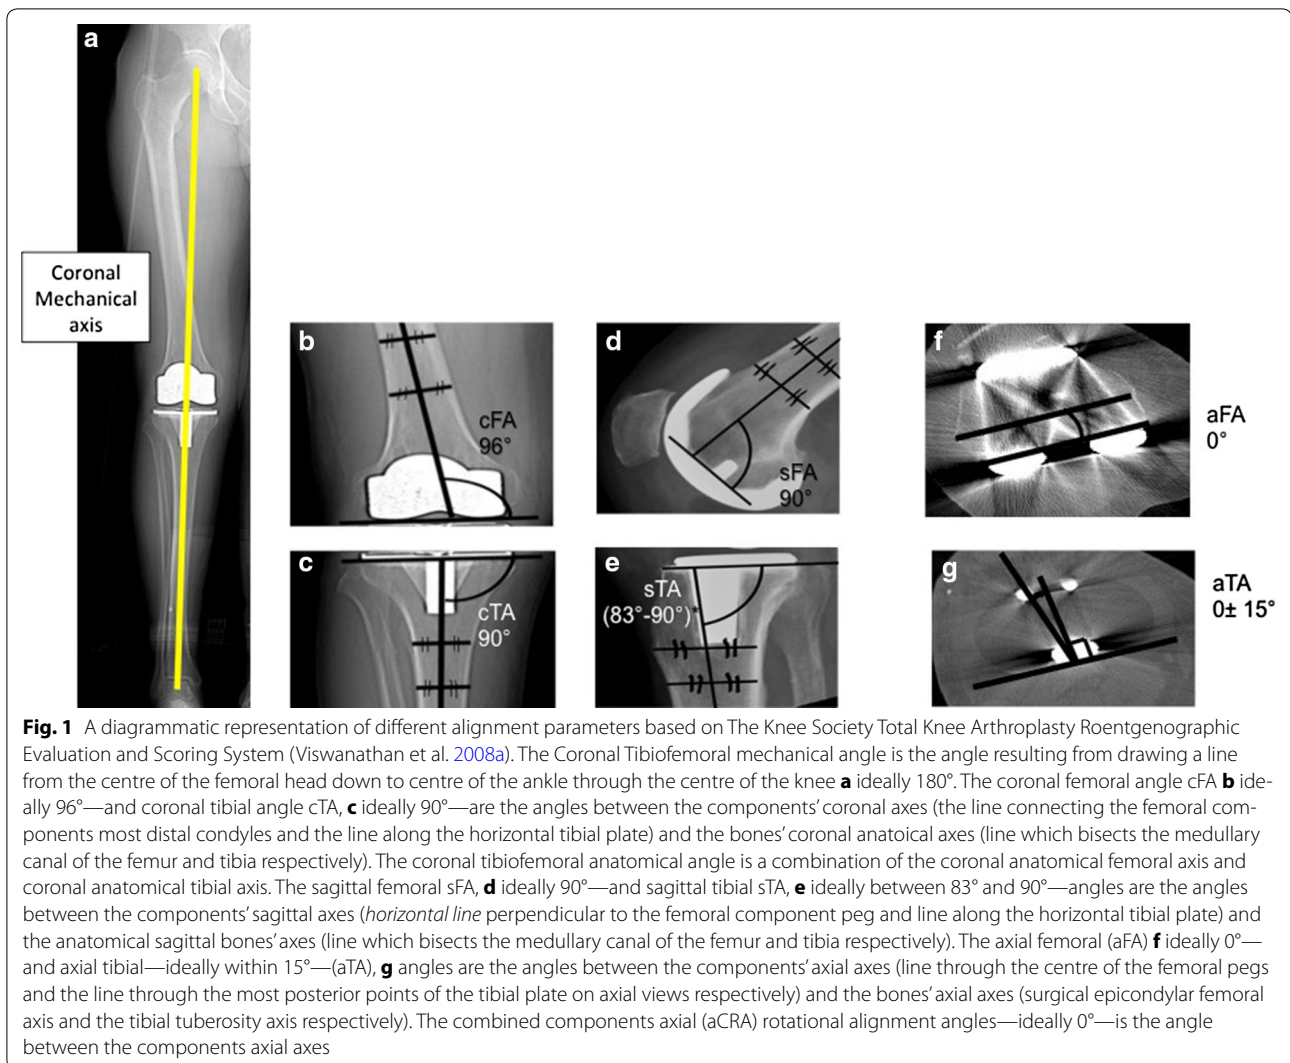 a
Coronal
Mechanical
axis
b
cFA
96°
c
cTA
90°
d
sFA
90°
e
sTA
(83°-90°)*
f
aFA
0°
g
aTA
0± 15°
Fig. 1 A diagrammatic representation of different alignment parameters based on The Knee Society Total Knee Arthroplasty Roentgenographic
Evaluation and Scoring System (Viswanathan et al. 2008a). The Coronal Tibiofemoral mechanical angle is the angle resulting from drawing a line
from the centre of the femoral head down to centre of the ankle through the centre of the knee a ideally 180°. The coronal femoral angle cFA b ide-
ally 96°—and coronal tibial angle cTA, c ideally 90°—are the angles between the components' coronal axes (the line connecting the femoral com-
ponents most distal condyles and the line along the horizontal tibial plate) and the bones' coronal anatoical axes (line which bisects the medullary
canal of the femur and tibia respectively). The coronal tibiofemoral anatomical angle is a combination of the coronal anatomical femoral axis and
coronal anatomical tibial axis. The sagittal femoral sFA, d ideally 90°—and sagittal tibial sTA, e ideally between 83° and 90°—angles are the angles
between the components' sagittal axes (horizontal line perpendicular to the femoral component peg and line along the horizontal tibial plate) and
the anatomical sagittal bones' axes (line which bisects the medullary canal of the femur and tibia respectively). The axial femoral (aFA) f ideally 0°—
and axial tibial—ideally within 15°—(aTA), g angles are the angles between the components' axial axes (line through the centre of the femoral pegs
and the line through the most posterior points of the tibial plate on axial views respectively) and the bones' axial axes (surgical epicondylar femoral
axis and the tibial tuberosity axis respectively). The combined components axial (aCRA) rotational alignment angles—ideally 0°—is the angle
between the components axial axes